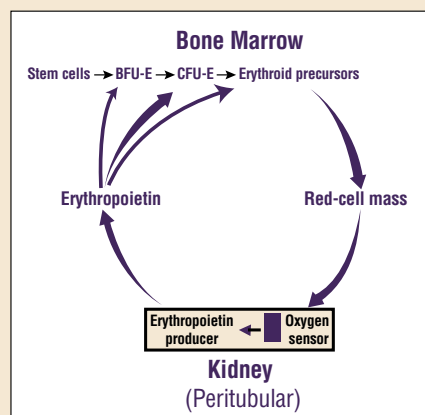 Bone Marrow
Stem cells → BFU-E → CFU-E → Erythroid precursors
Erythropoietin
Red-cell mass
Erythropoietin producer
Oxygen sensor
Kidney
(Peritubular)